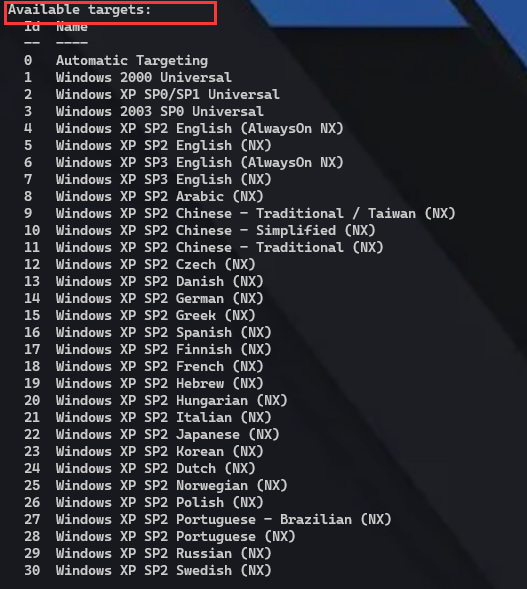 Available targets:
Id  Name
--  ----
0   Automatic Targeting
1   Windows 2000 Universal
2   Windows XP SP0/SP1 Universal
3   Windows 2003 SP0 Universal
4   Windows XP SP2 English (AlwaysOn NX)
5   Windows XP SP2 English (NX)
6   Windows XP SP3 English (AlwaysOn NX)
7   Windows XP SP3 English (NX)
8   Windows XP SP2 Arabic (NX)
9   Windows XP SP2 Chinese - Traditional / Taiwan (NX)
10  Windows XP SP2 Chinese - Simplified (NX)
11  Windows XP SP2 Chinese - Traditional (NX)
12  Windows XP SP2 Czech (NX)
13  Windows XP SP2 Danish (NX)
14  Windows XP SP2 German (NX)
15  Windows XP SP2 Greek (NX)
16  Windows XP SP2 Spanish (NX)
17  Windows XP SP2 Finnish (NX)
18  Windows XP SP2 French (NX)
19  Windows XP SP2 Hebrew (NX)
20  Windows XP SP2 Hungarian (NX)
21  Windows XP SP2 Italian (NX)
22  Windows XP SP2 Japanese (NX)
23  Windows XP SP2 Korean (NX)
24  Windows XP SP2 Dutch (NX)
25  Windows XP SP2 Norwegian (NX)
26  Windows XP SP2 Polish (NX)
27  Windows XP SP2 Portuguese - Brazilian (NX)
28  Windows XP SP2 Portuguese (NX)
29  Windows XP SP2 Russian (NX)
30  Windows XP SP2 Swedish (NX)